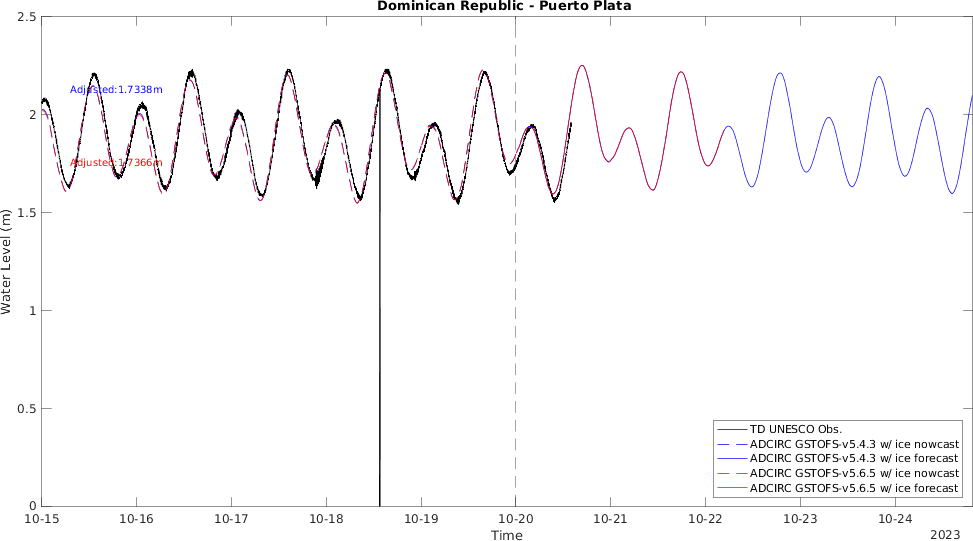 Dominican Republic - Puerto Plata
2.5
2
1.5
1
0.5
0
Water Level (m)
Adjusted:1.7338m
Adjusted:1.7366m
TD UNESCO Obs.
ADCIRC GSTOFS-v5.4.3 w/ ice nowcast
ADCIRC GSTOFS-v5.4.3 w/ ice forecast
ADCIRC GSTOFS-v5.6.5 w/ ice nowcast
ADCIRC GSTOFS-v5.6.5 w/ ice forecast
10-15 10-16 10-17 10-18 10-19 10-20 10-21 10-22 10-23 10-24
Time
2023